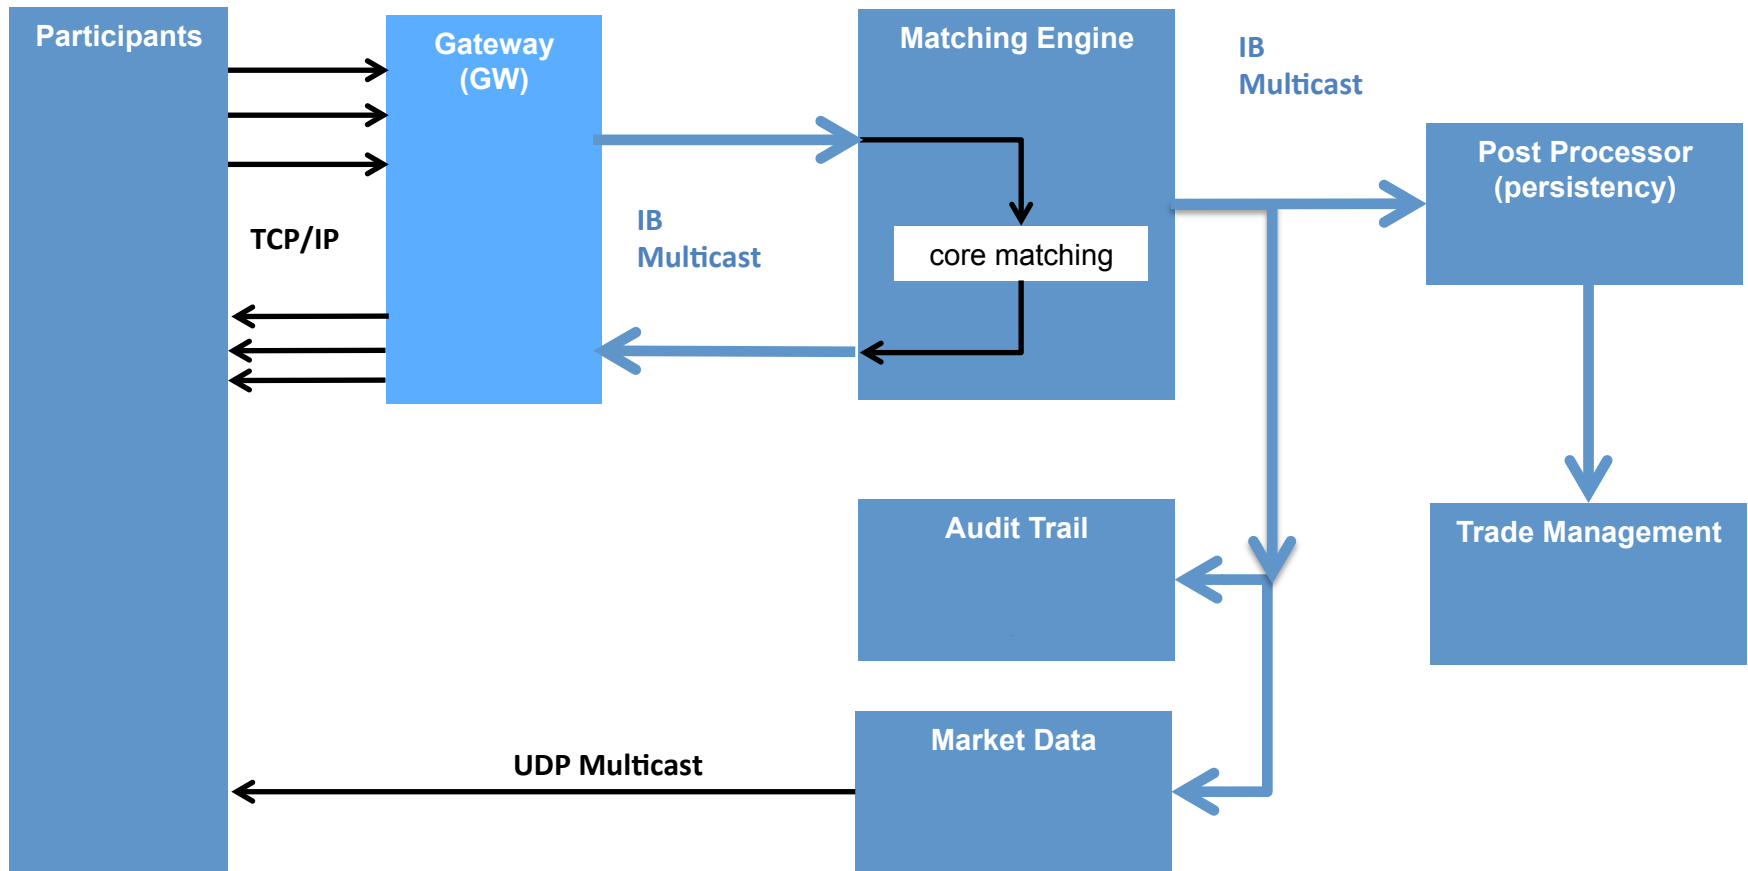 Participants
Gateway
(GW)
Matching Engine
IB
Multicast
Post Processor
(persistency)
TCP/IP
IB
Multicast
core matching
Audit Trail
Trade Management
Market Data
UDP Multicast